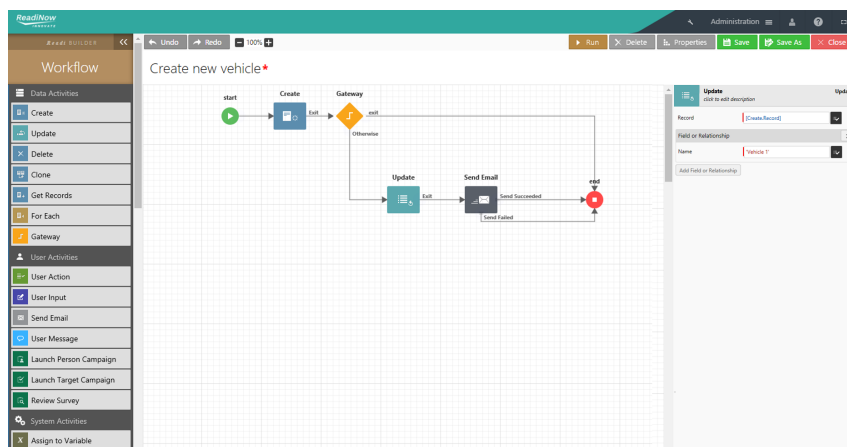 ReadiNow
INNOVATE
Administration
Readi BUILDER
Undo
Redo
100%
Run
Delete
Properties
Save
Save As
Close
Workflow
Create new vehicle*
Data Activities
Create
Update
Delete
Clone
Get Records
For Each
Gateway
User Activities
User Action
User Input
Send Email
User Message
Launch Person Campaign
Launch Target Campaign
Review Survey
System Activities
Assign to Variable
start
Create
Exit
Gateway
exit
Otherwise
Update
Exit
Send Email
Send Succeeded
Send Failed
end
Update
click to edit description
Upda
Record
[Create.Record]
Field or Relationship
Name
'Vehicle 1'
Add Field or Relationship